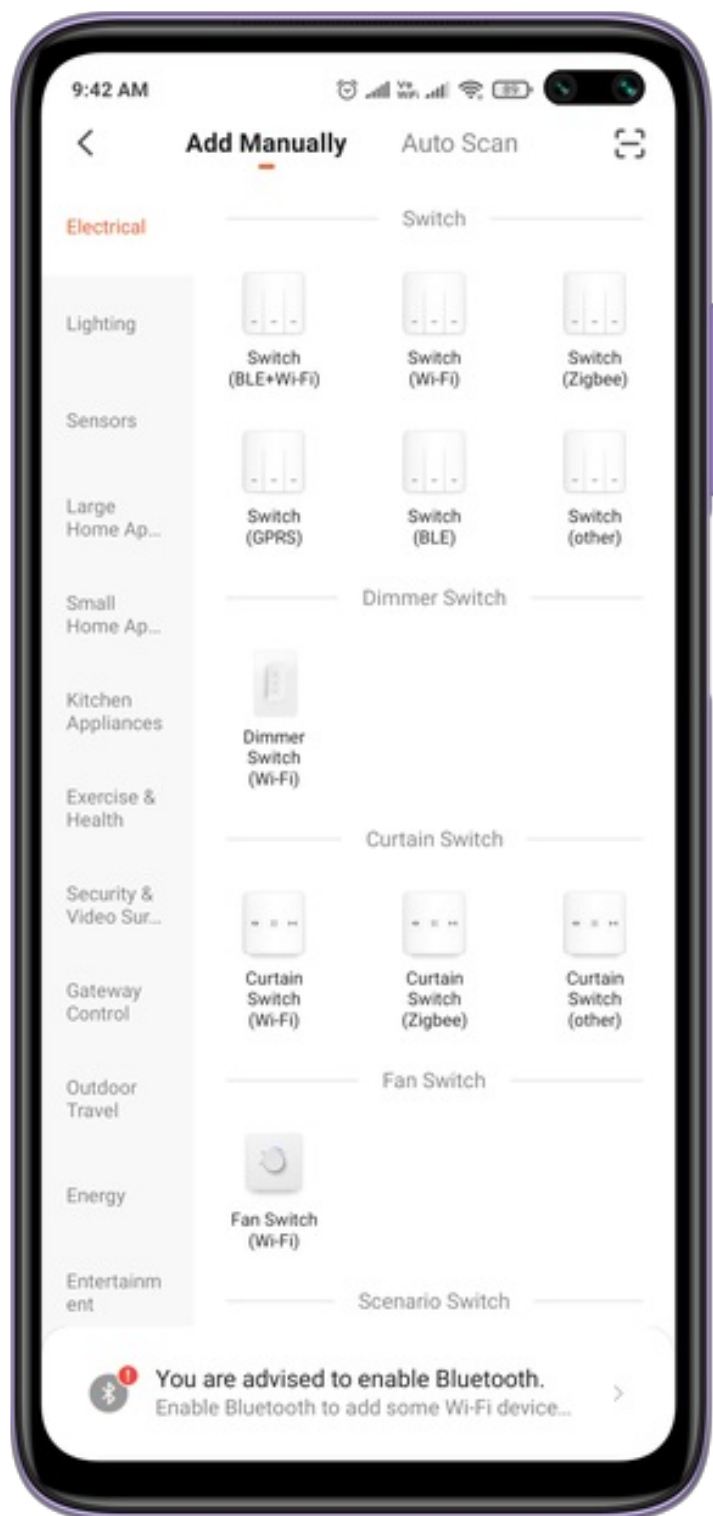 9:42 AM
Vo
WiFi
89
Add Manually
Auto Scan
Electrical
Lighting
Sensors
Large
Home Ap...
Small
Home Ap...
Kitchen
Appliances
Exercise &
Health
Security &
Video Sur...
Gateway
Control
Outdoor
Travel
Energy
Entertainm
ent
Switch
Switch
(BLE+Wi-Fi)
Switch
(Wi-Fi)
Switch
(Zigbee)
Switch
(GPRS)
Switch
(BLE)
Switch
(other)
Dimmer Switch
Dimmer
Switch
(Wi-Fi)
Curtain Switch
Curtain
Switch
(Wi-Fi)
Curtain
Switch
(Zigbee)
Curtain
Switch
(other)
Fan Switch
Fan Switch
(Wi-Fi)
Scenario Switch
You are advised to enable Bluetooth.
Enable Bluetooth to add some Wi-Fi device...